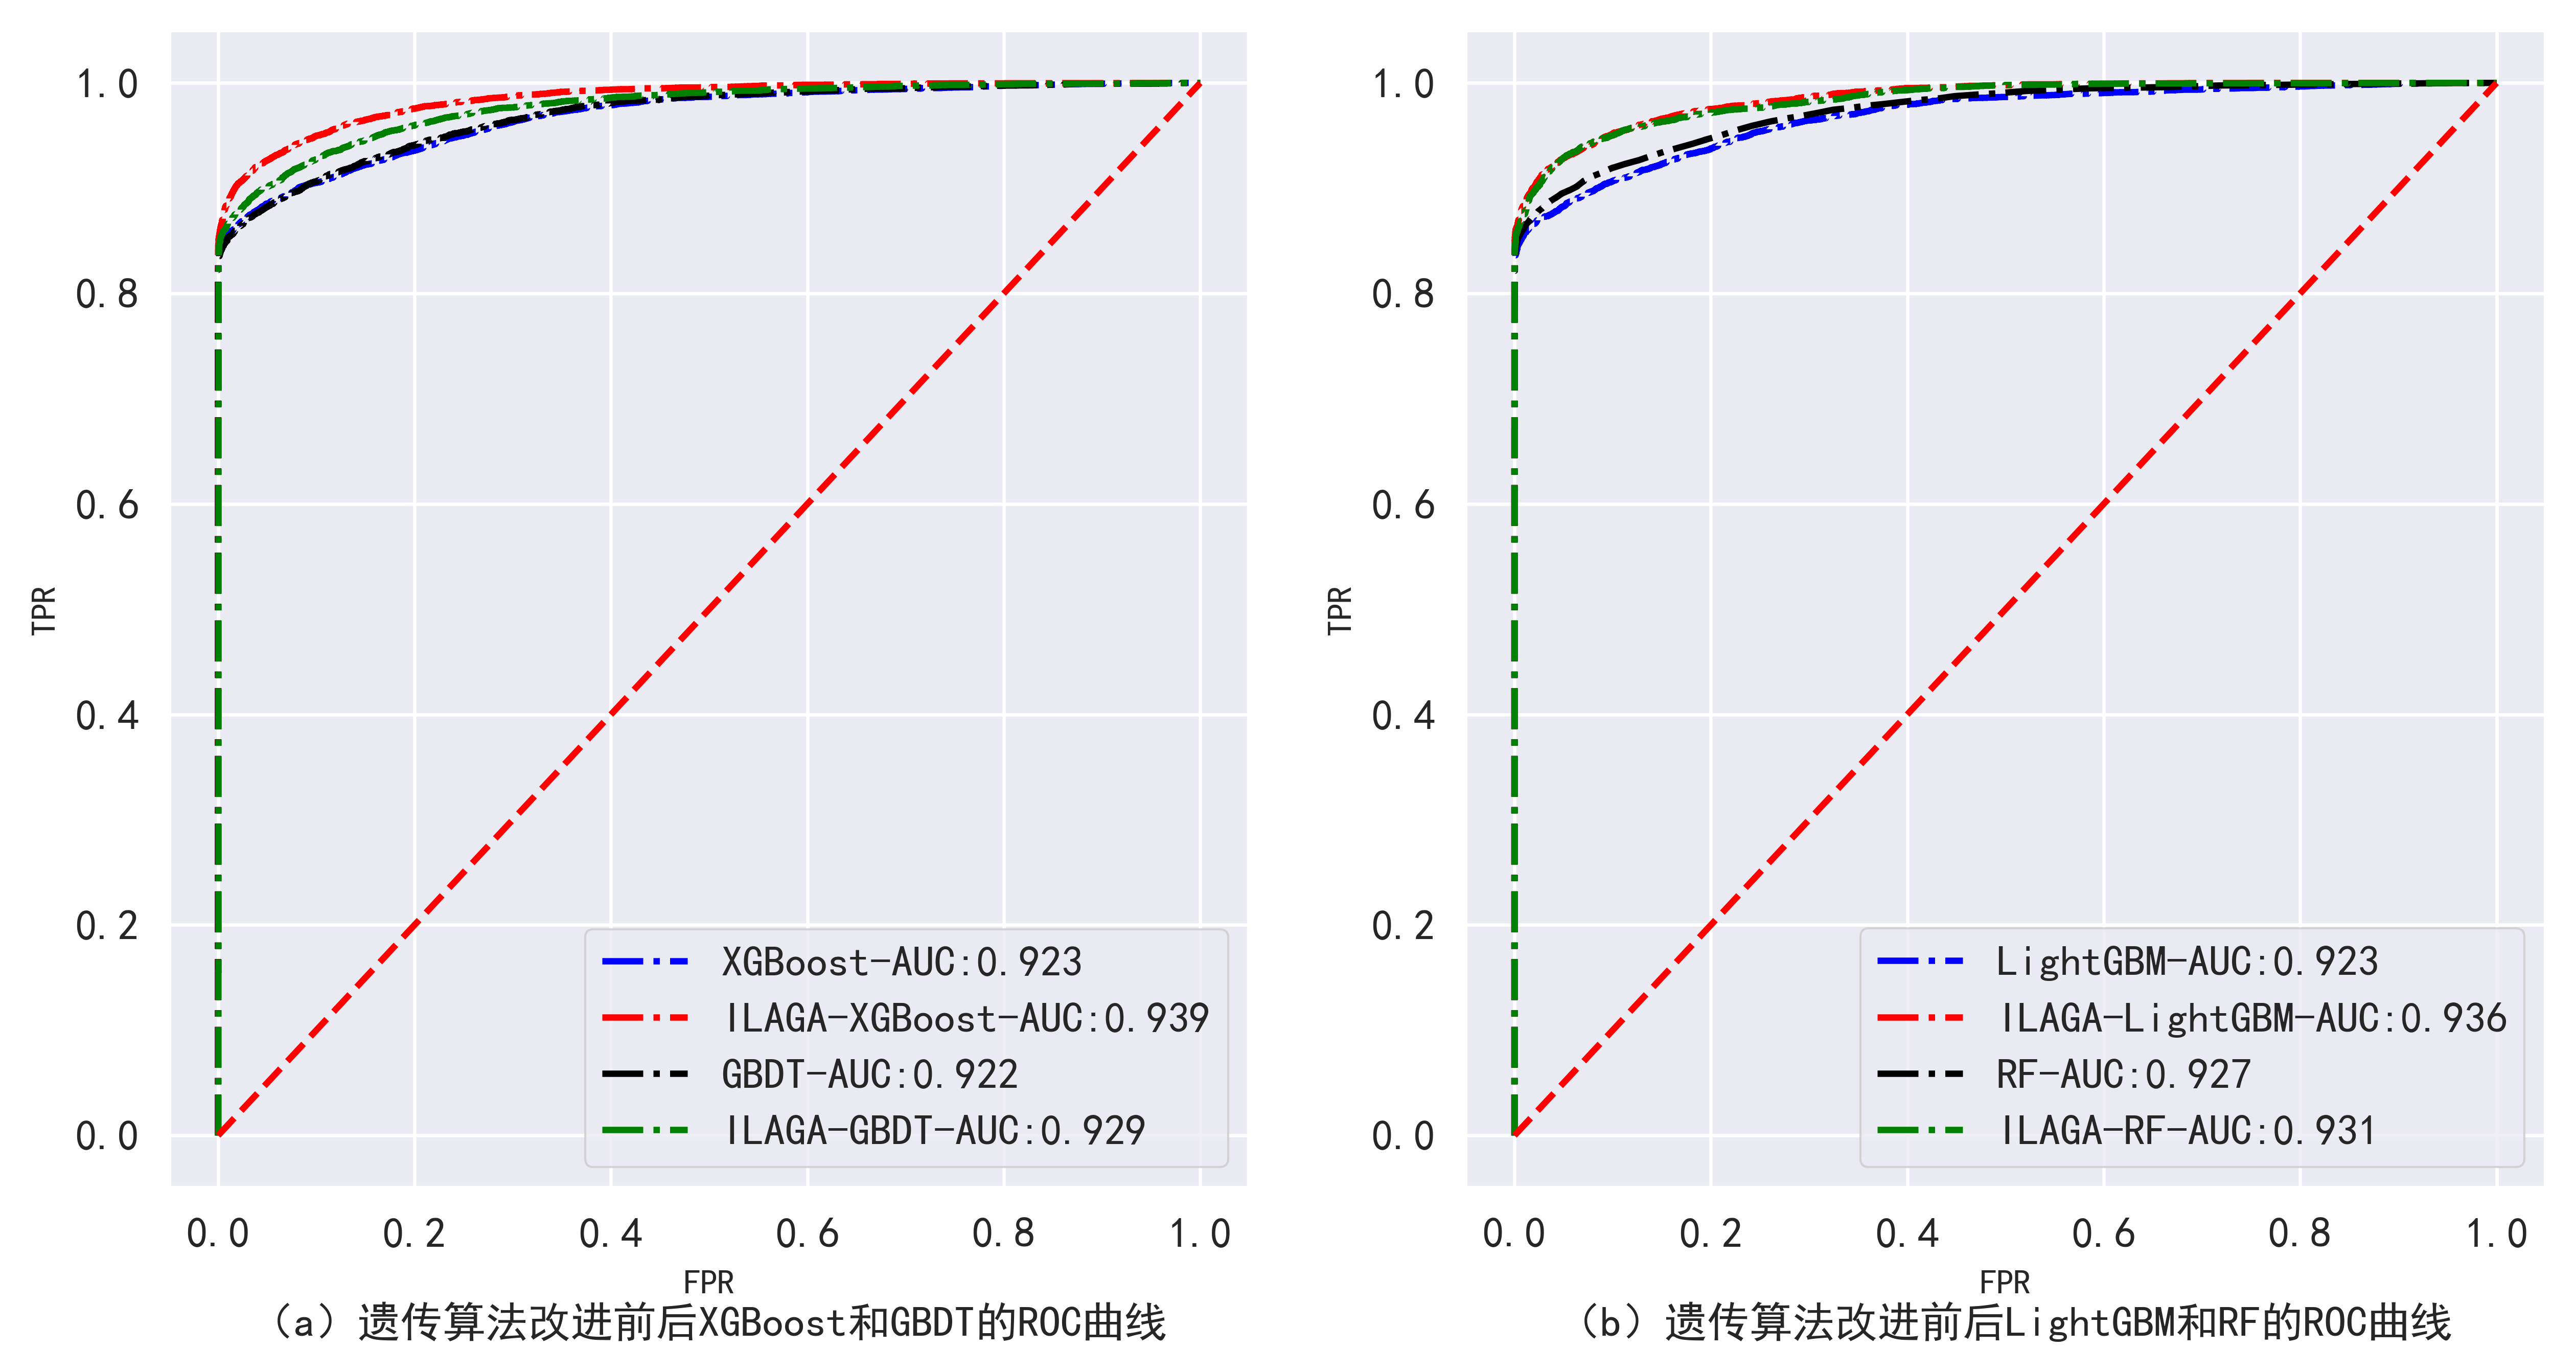 1.0
0.8
0.6
0.4
0.2
0.0
TPR
XGBoost-AUC:0.923
ILAGA-XGBoost-AUC:0.939
GBDT-AUC:0.922
ILAGA-GBDT-AUC:0.929
0.0 0.2 0.4 0.6 0.8 1.0
FPR
（a）遗传算法改进前后XGBoost和GBDT的ROC曲线
1.0
0.8
0.6
0.4
0.2
0.0
TPR
LightGBM-AUC:0.923
ILAGA-LightGBM-AUC:0.936
RF-AUC:0.927
ILAGA-RF-AUC:0.931
0.0 0.2 0.4 0.6 0.8 1.0
FPR
（b）遗传算法改进前后LightGBM和RF的ROC曲线